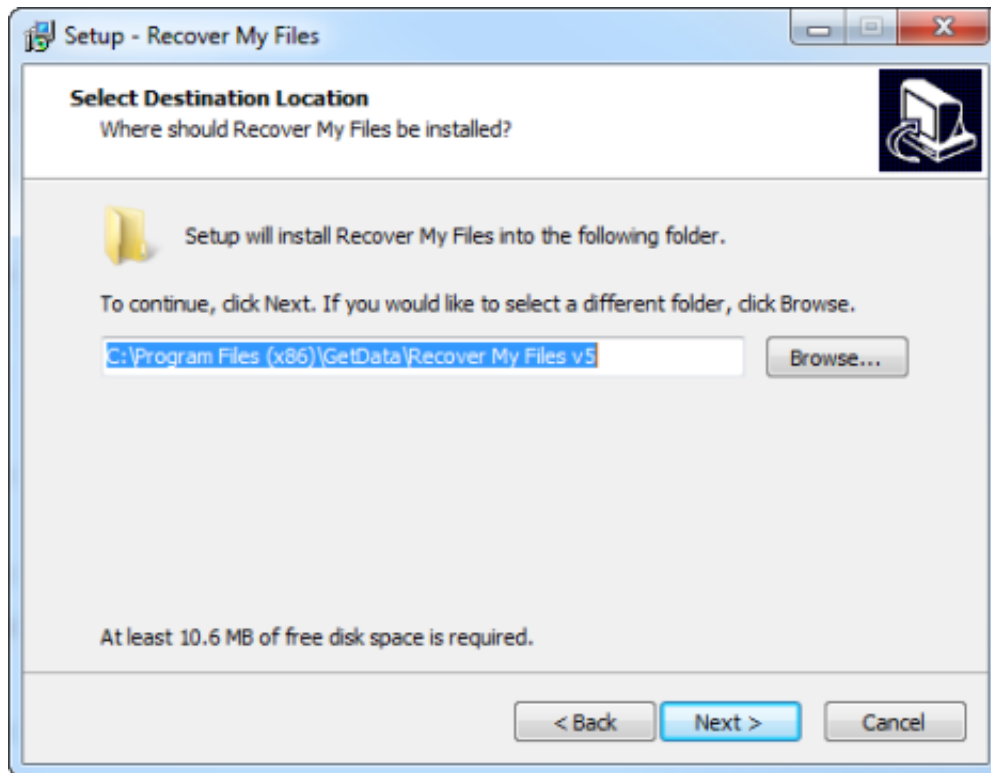 Setup - Recover My Files
Select Destination Location
Where should Recover My Files be installed?
Setup will install Recover My Files into the following folder.
To continue, click Next. If you would like to select a different folder, click Browse.
C:\Program Files (x86)\GetData\Recover My Files v5
Browse...
At least 10.6 MB of free disk space is required.
< Back
Next >
Cancel